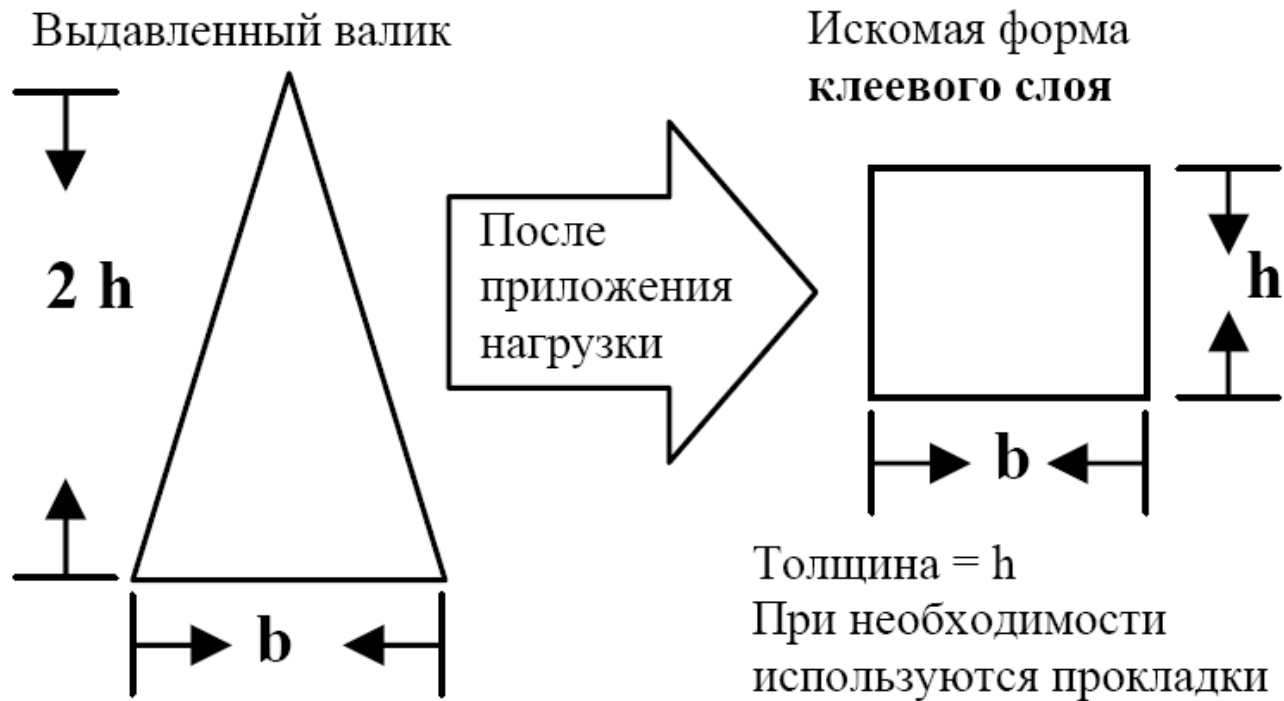 Выдавленный валик
2 h
b
После
приложения
нагрузки
Искомая форма
клеевого слоя
h
b
Толщина = h
При необходимости
используются прокладки